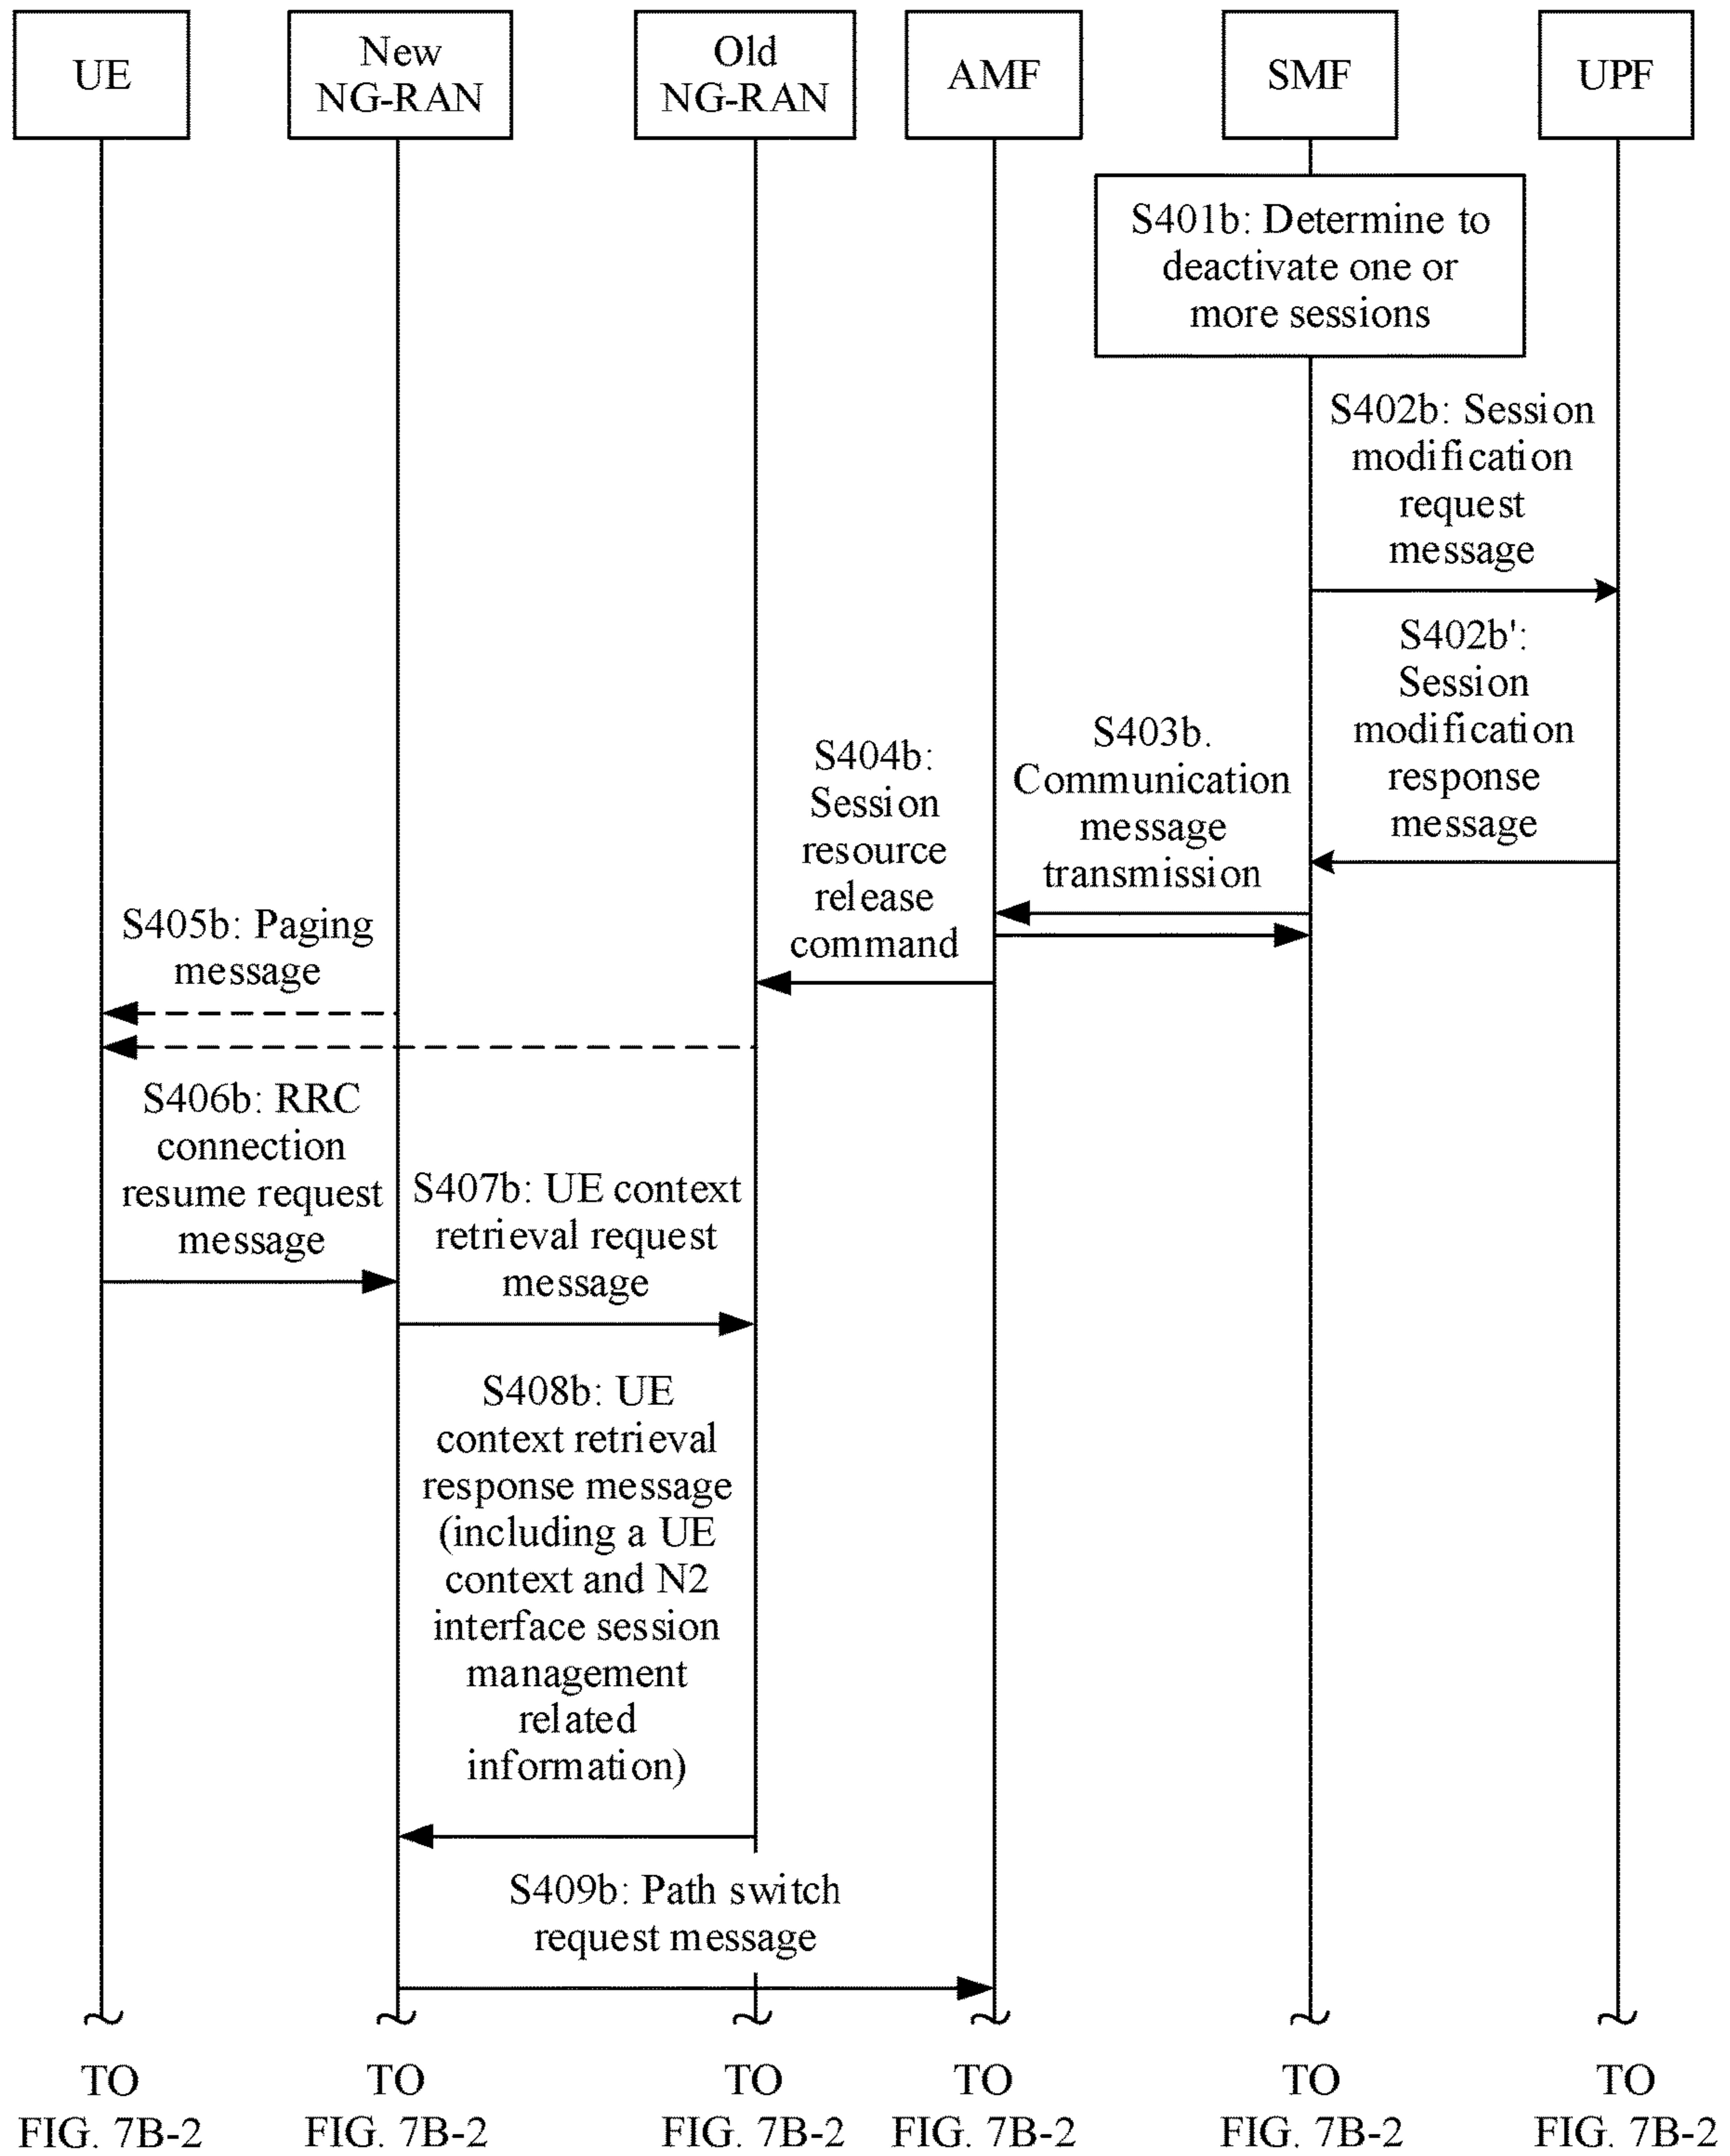 UE
New
NG-RAN
Old
NG-RAN
AMF
SMF
UPF
S401b: Determine to
deactivate one or
more sessions
S402b: Session
modification
request
message
S402b':
Session
modification
response
message
S403b.
Communication
message
transmission
S404b:
Session
resource
release
command
S405b: Paging
message
S406b: RRC
connection
resume request
message
S407b: UE context
retrieval request
message
S408b: UE
context retrieval
response message
(including a UE
context and N2
interface session
management
related
information)
S409b: Path switch
request message
TO
FIG. 7B-2
TO
FIG. 7B-2
TO
FIG. 7B-2
TO
FIG. 7B-2
TO
FIG. 7B-2
TO
FIG. 7B-2